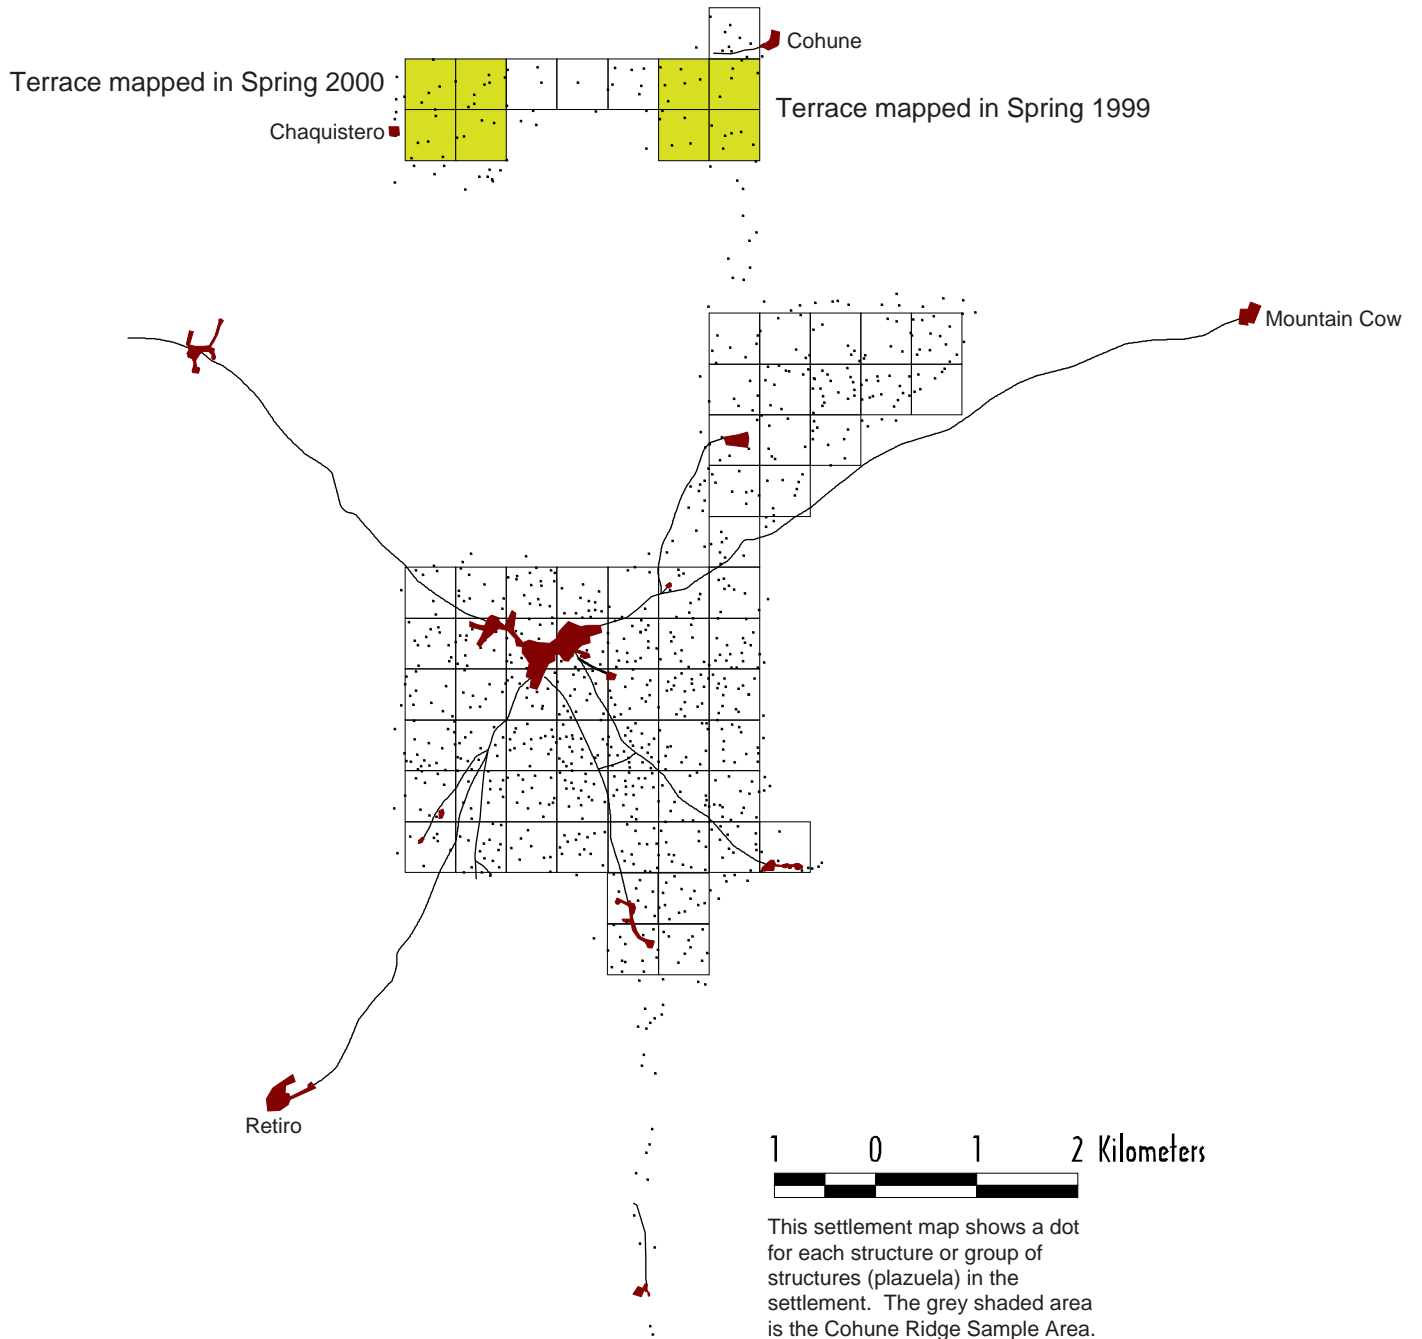 Cohune
Terrace mapped in Spring 2000
Terrace mapped in Spring 1999
Chaquistero
Mountain Cow
Retiro
1 0 1 2 Kilometers
This settlement map shows a dot
for each structure or group of
structures (plazuela) in the
settlement. The grey shaded area
is the Cohune Ridge Sample Area.